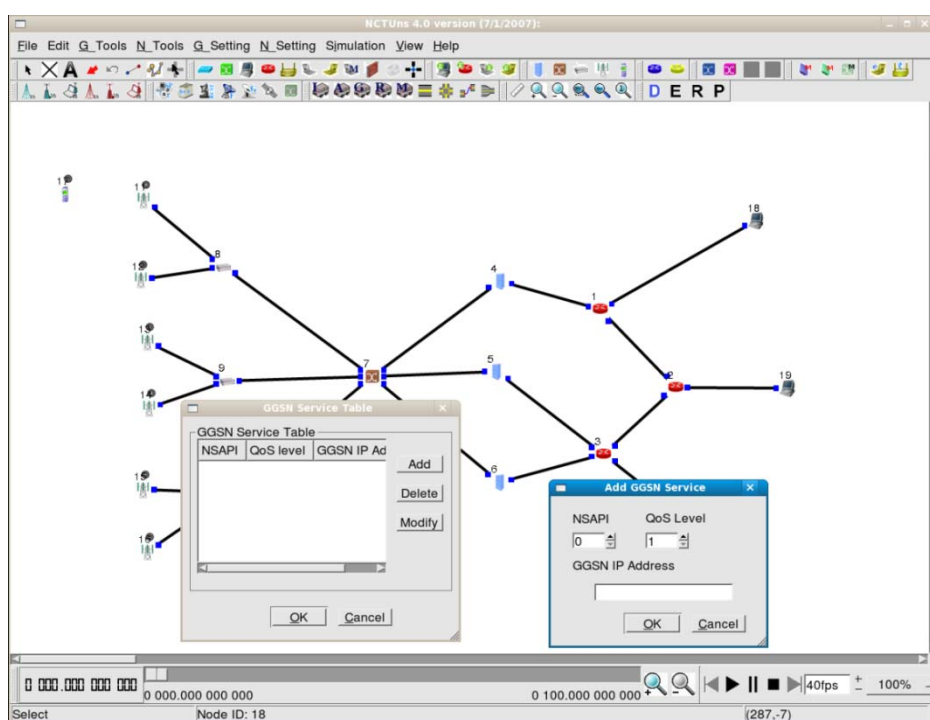 NCTUns 4.0 version (7/1/2007):
File Edit G_Tools N_Tools G_Setting N_Setting Simulation View Help
D E R P
18
8
4
1
7
5
2
19
9
3
6
GGSN Service Table
GGSN Service Table
NSAPI QoS level GGSN IP Ad
Add
Delete
Modify
OK Cancel
Add GGSN Service
NSAPI QoS Level
0 1
GGSN IP Address
OK Cancel
0 000.000 000 000
0 000.000 000 000
0 100.000 000 000
40fps
100%
Select Node ID: 18 (287,-7)